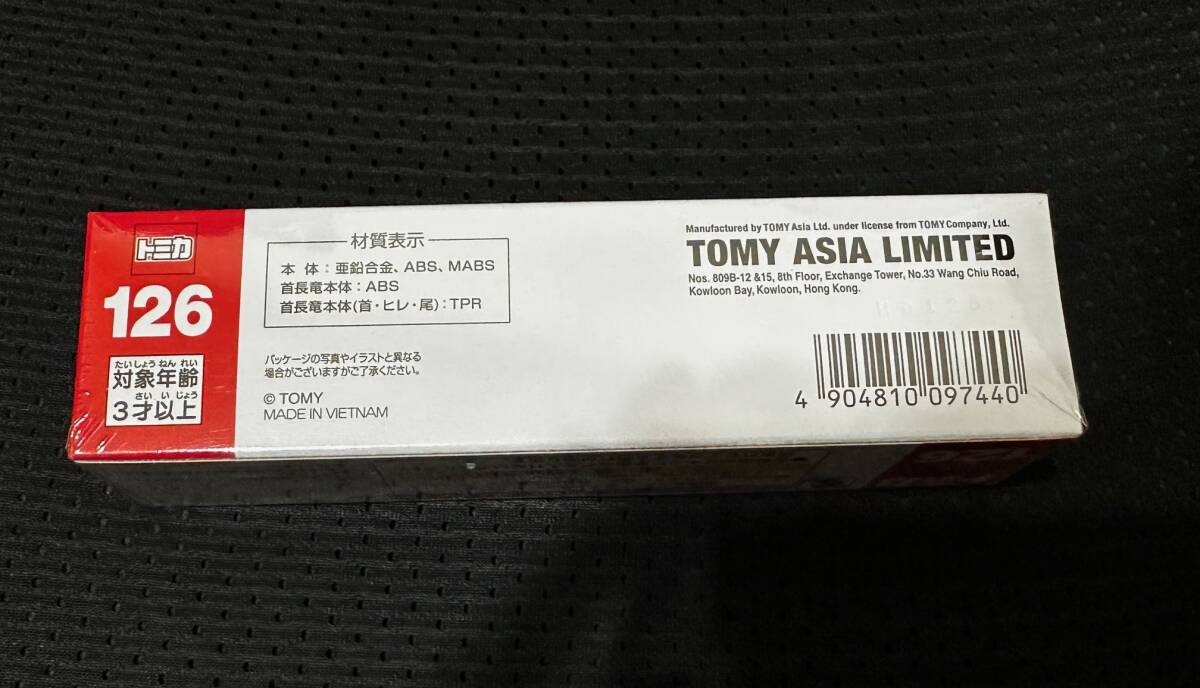 トミカ
126
たいしょうねんれい
対象年齢
さいいじょう
3才以上
材質表示
本体：亜鉛合金、ABS、MABS
首長竜本体：ABS
首長竜本体(首・ヒレ・尾)：TPR
パッケージの写真やイラストと異なる
場合がございますがご了承ください。
© TOMY
MADE IN VIETNAM
Manufactured by TOMY Asia Ltd. under license from TOMY Company, Ltd.
TOMY ASIA LIMITED
Nos. 809B-12 &15, 8th Floor, Exchange Tower, No.33 Wang Chiu Road,
Kowloon Bay, Kowloon, Hong Kong.
4 904810 097440